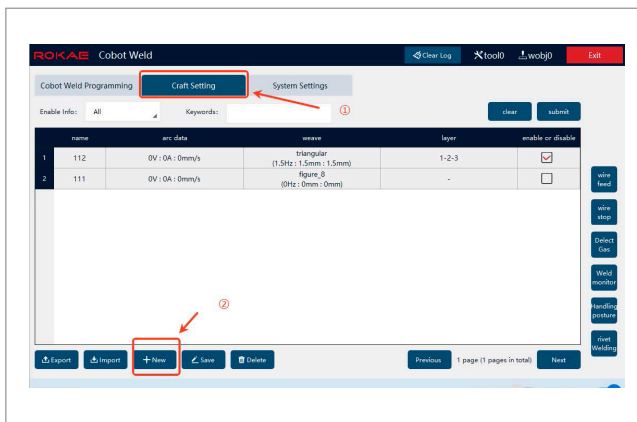 ROKAE Cobot Weld Clear Log tool0 wobj0 Exit
Cobot Weld Programming Craft Setting System Settings
①
Enable Info: All Keywords: clear submit
name arc data weave layer enable or disable
1 112 0V : 0A : 0mm/s triangular (1.5Hz : 1.5mm : 1.5mm) 1-2-3
2 111 0V : 0A : 0mm/s figure_8 (0Hz : 0mm : 0mm) -
wire feed
wire stop
Delect Gas
Weld monitor
Handling posture
rivet Welding
②
Export Import New Save Delete Previous 1 page (1 pages in total) Next